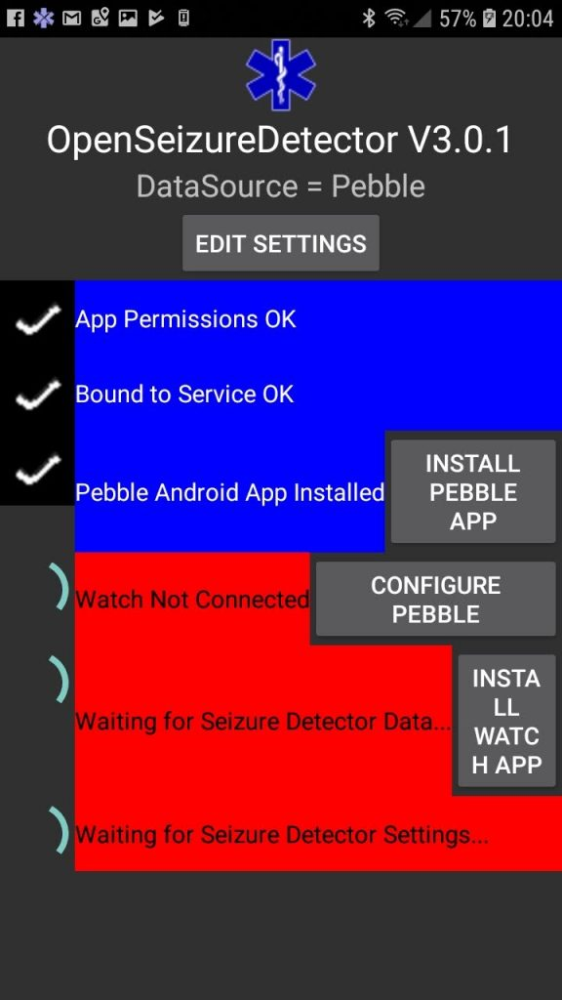 57% 20:04
OpenSeizureDetector V3.0.1
DataSource = Pebble
EDIT SETTINGS
App Permissions OK
Bound to Service OK
Pebble Android App Installed
INSTALL
PEBBLE
APP
Watch Not Connected
CONFIGURE
PEBBLE
Waiting for Seizure Detector Data...
INSTA
LL
WATC
H APP
Waiting for Seizure Detector Settings...